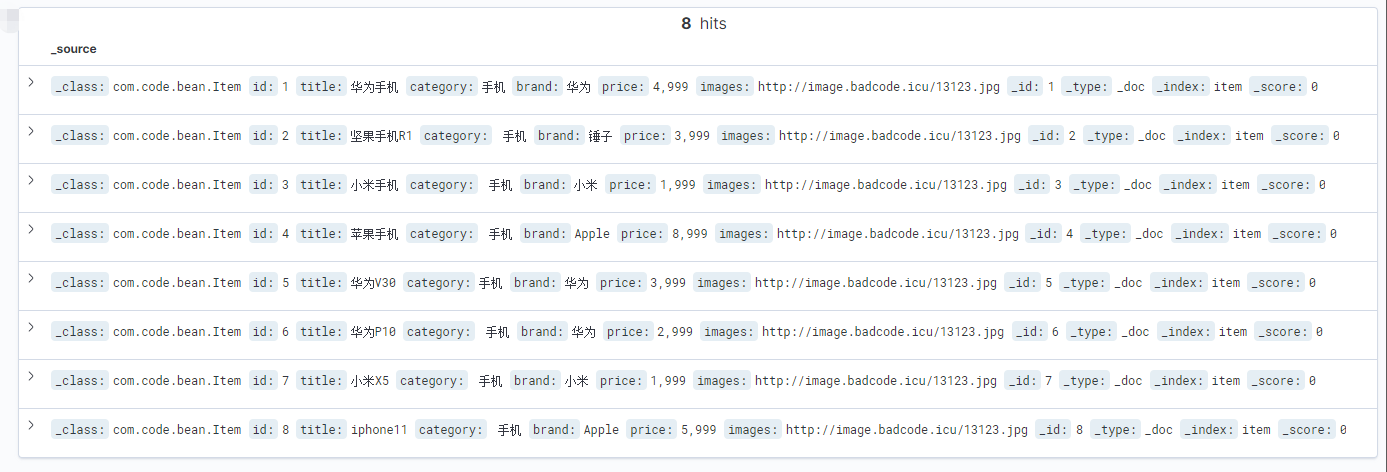 8 hits
_source
_class: com.code.bean.Item id: 1 title: 华为手机 category: 手机 brand: 华为 price: 4,999 images: http://image.badcode.icu/13123.jpg _id: 1 _type: _doc _index: item _score: 0
_class: com.code.bean.Item id: 2 title: 坚果手机R1 category: 手机 brand: 锤子 price: 3,999 images: http://image.badcode.icu/13123.jpg _id: 2 _type: _doc _index: item _score: 0
_class: com.code.bean.Item id: 3 title: 小米手机 category: 手机 brand: 小米 price: 1,999 images: http://image.badcode.icu/13123.jpg _id: 3 _type: _doc _index: item _score: 0
_class: com.code.bean.Item id: 4 title: 苹果手机 category: 手机 brand: Apple price: 8,999 images: http://image.badcode.icu/13123.jpg _id: 4 _type: _doc _index: item _score: 0
_class: com.code.bean.Item id: 5 title: 华为V30 category: 手机 brand: 华为 price: 3,999 images: http://image.badcode.icu/13123.jpg _id: 5 _type: _doc _index: item _score: 0
_class: com.code.bean.Item id: 6 title: 华为P10 category: 手机 brand: 华为 price: 2,999 images: http://image.badcode.icu/13123.jpg _id: 6 _type: _doc _index: item _score: 0
_class: com.code.bean.Item id: 7 title: 小米X5 category: 手机 brand: 小米 price: 1,999 images: http://image.badcode.icu/13123.jpg _id: 7 _type: _doc _index: item _score: 0
_class: com.code.bean.Item id: 8 title: iphone11 category: 手机 brand: Apple price: 5,999 images: http://image.badcode.icu/13123.jpg _id: 8 _type: _doc _index: item _score: 0